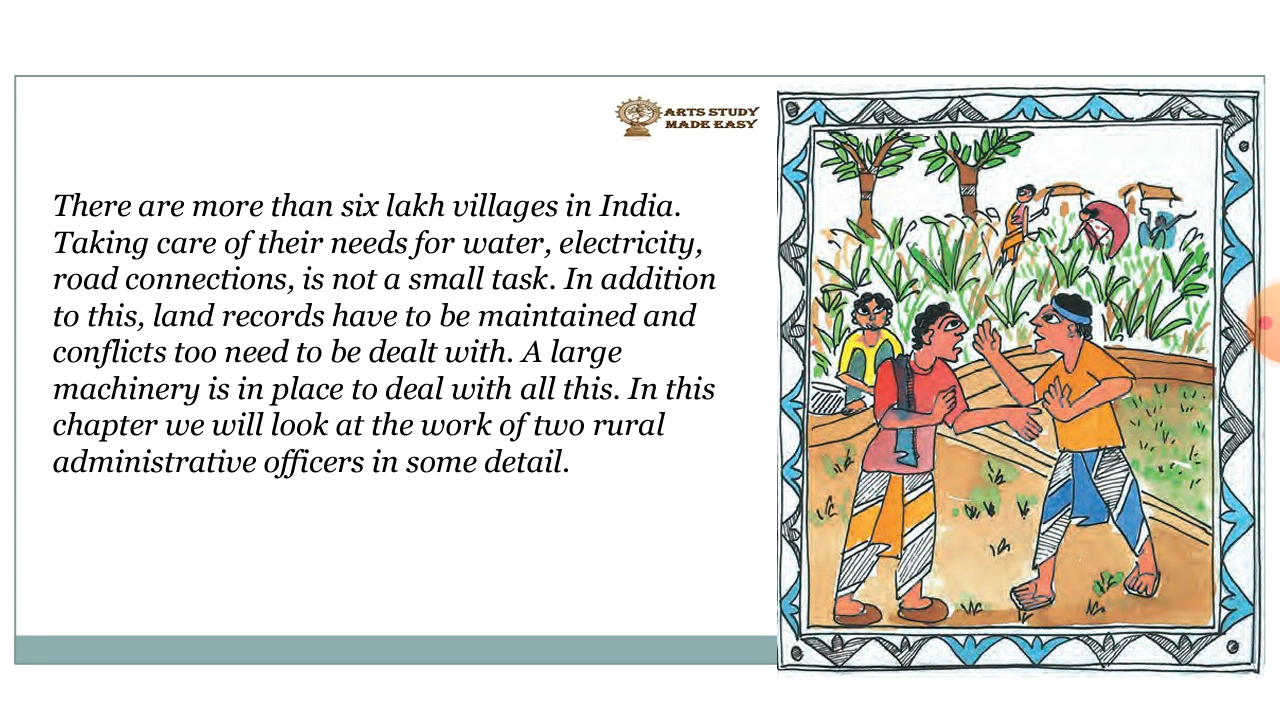 ARTS STUDY
MADE EASY
There are more than six lakh villages in India.
Taking care of their needs for water, electricity,
road connections, is not a small task. In addition
to this, land records have to be maintained and
conflicts too need to be dealt with. A large
machinery is in place to deal with all this. In this
chapter we will look at the work of two rural
administrative officers in some detail.